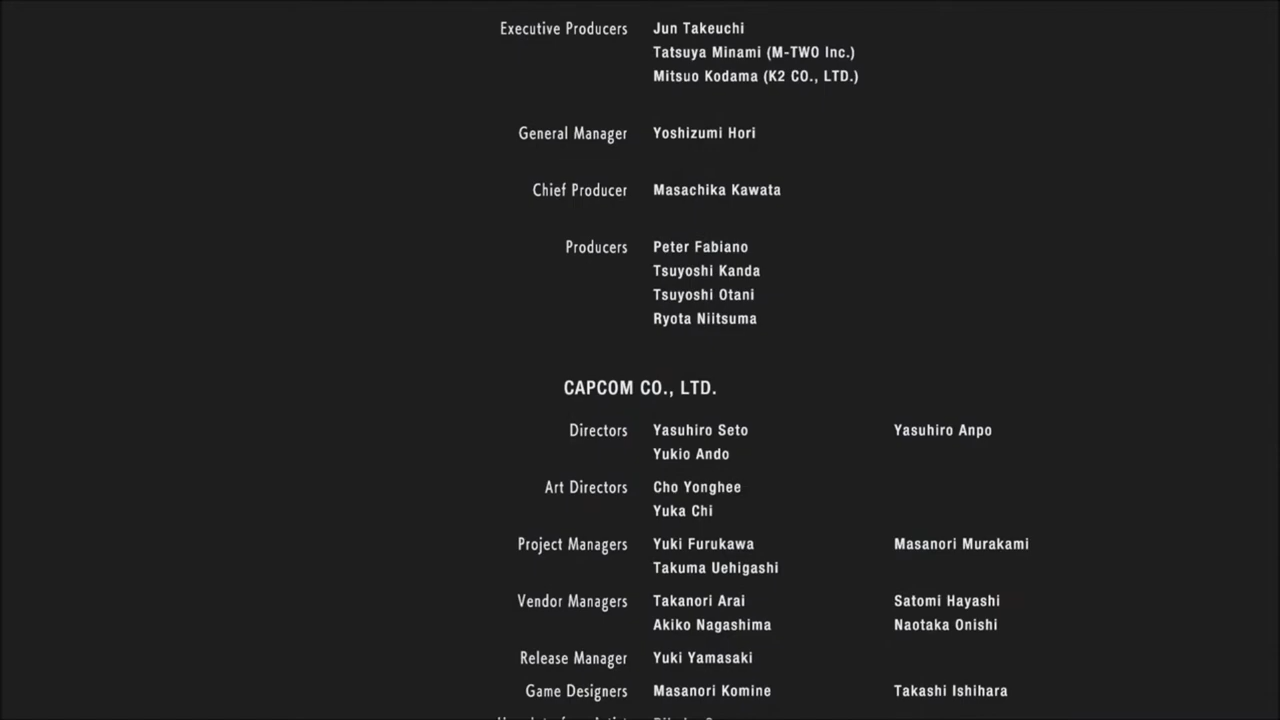 Executive Producers Jun Takeuchi
Tatsuya Minami (M-TWO Inc.)
Mitsuo Kodama (K2 CO., LTD.)
General Manager Yoshizumi Hori
Chief Producer Masachika Kawata
Producers Peter Fabiano
Tsuyoshi Kanda
Tsuyoshi Otani
Ryota Niitsuma
CAPCOM CO., LTD.
Directors Yasuhiro Seto Yasuhiro Anpo
Yukio Ando
Art Directors Cho Yonghee
Yuka Chi
Project Managers Yuki Furukawa Masanori Murakami
Takuma Uehigashi
Vendor Managers Takanori Arai Satomi Hayashi
Akiko Nagashima Naotaka Onishi
Release Manager Yuki Yamasaki
Game Designers Masanori Komine Takashi Ishihara